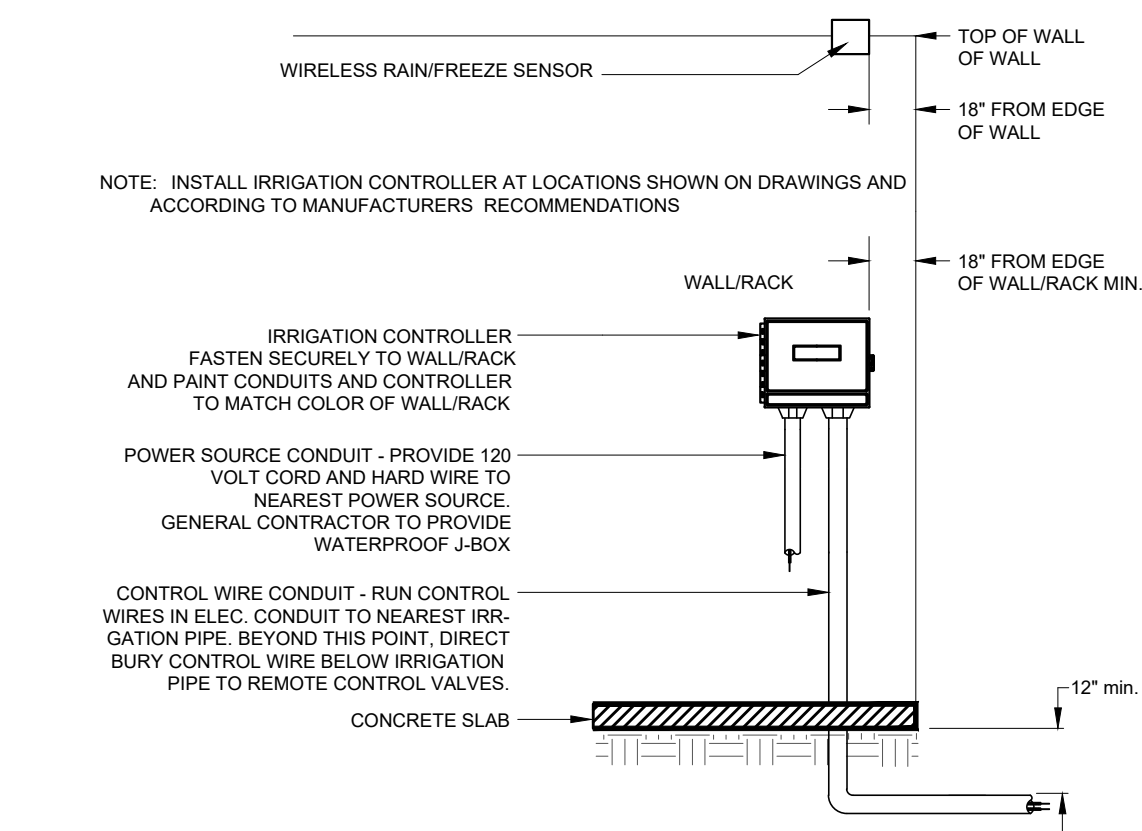 TOP OF WALL
OF WALL
WIRELESS RAIN/FREEZE SENSOR
18" FROM EDGE
OF WALL
NOTE: INSTALL IRRIGATION CONTROLLER AT LOCATIONS SHOWN ON DRAWINGS AND
ACCORDING TO MANUFACTURERS RECOMMENDATIONS
18" FROM EDGE
OF WALL/RACK MIN.
WALL/RACK
IRRIGATION CONTROLLER
FASTEN SECURELY TO WALL/RACK
AND PAINT CONDUITS AND CONTROLLER
TO MATCH COLOR OF WALL/RACK
POWER SOURCE CONDUIT - PROVIDE 120
VOLT CORD AND HARD WIRE TO
NEAREST POWER SOURCE.
GENERAL CONTRACTOR TO PROVIDE
WATERPROOF J-BOX
CONTROL WIRE CONDUIT - RUN CONTROL
WIRES IN ELEC. CONDUIT TO NEAREST IRR-
GATION PIPE. BEYOND THIS POINT, DIRECT
BURY CONTROL WIRE BELOW IRRIGATION
PIPE TO REMOTE CONTROL VALVES.
12" min.
CONCRETE SLAB